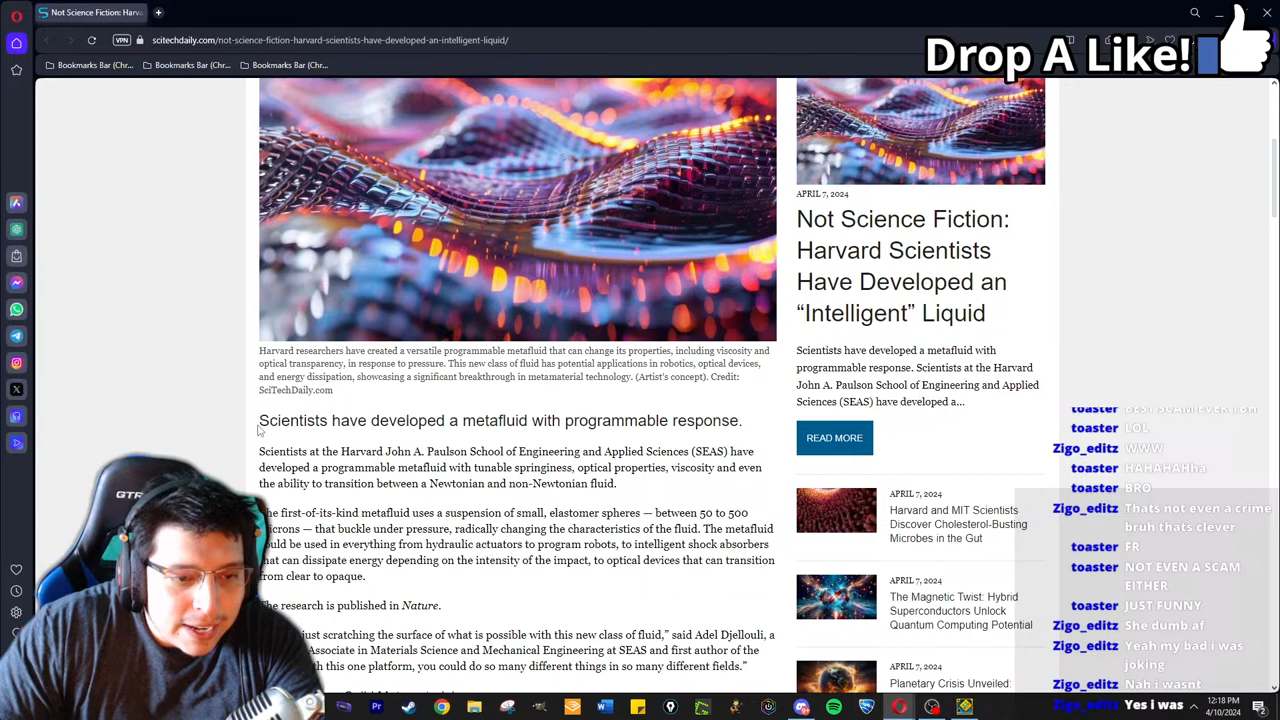 Not Science Fiction: Harva
VPN
scitechdaily.com/not-science-fiction-harvard-scientists-have-developed-an-intelligent-liquid/
Bookmarks Bar (Chr...
Bookmarks Bar (Chr...
Bookmarks Bar (Chr...
Drop A Like!
Harvard researchers have created a versatile programmable metafluid that can change its properties, including viscosity and
optical transparency, in response to pressure. This new class of fluid has potential applications in robotics, optical devices,
and energy dissipation, showcasing a significant breakthrough in metamaterial technology. (Artist's concept). Credit:
SciTechDaily.com
Scientists have developed a metafluid with programmable response.
Scientists at the Harvard John A. Paulson School of Engineering and Applied Sciences (SEAS) have
developed a programmable metafluid with tunable springiness, optical properties, viscosity and even
the ability to transition between a Newtonian and non-Newtonian fluid.
The first-of-its-kind metafluid uses a suspension of small, elastomer spheres — between 50 to 500
microns — that buckle under pressure, radically changing the characteristics of the fluid. The metafluid
could be used in everything from hydraulic actuators to program robots, to intelligent shock absorbers
that can dissipate energy depending on the intensity of the impact, to optical devices that can transition
from clear to opaque.
The research is published in Nature.
just scratching the surface of what is possible with this new class of fluid,” said Adel Djellouli, a
Associate in Materials Science and Mechanical Engineering at SEAS and first author of the
this one platform, you could do so many different things in so many different fields.”
APRIL 7, 2024
Not Science Fiction:
Harvard Scientists
Have Developed an
“Intelligent” Liquid
Scientists have developed a metafluid with
programmable response. Scientists at the Harvard
John A. Paulson School of Engineering and Applied
Sciences (SEAS) have developed a...
READ MORE
APRIL 7, 2024
Harvard and MIT Scientists
Discover Cholesterol-Busting
Microbes in the Gut
APRIL 7, 2024
The Magnetic Twist: Hybrid
Superconductors Unlock
Quantum Computing Potential
APRIL 7, 2024
Planetary Crisis Unveiled:
toaster BEST SCAM EVER TBH
toaster LOL
Zigo_editz WWW
toaster HAHAHAHha
toaster BRO
Zigo_editz Thats not even a crime
bruh thats clever
toaster FR
toaster NOT EVEN A SCAM
EITHER
toaster JUST FUNNY
Zigo_editz She dumb af
Zigo_editz Yeah my bad i was
joking
Zigo_editz Nah i wasnt
Zigo_editz Yes i was
GTR
12:18 PM
4/10/2024